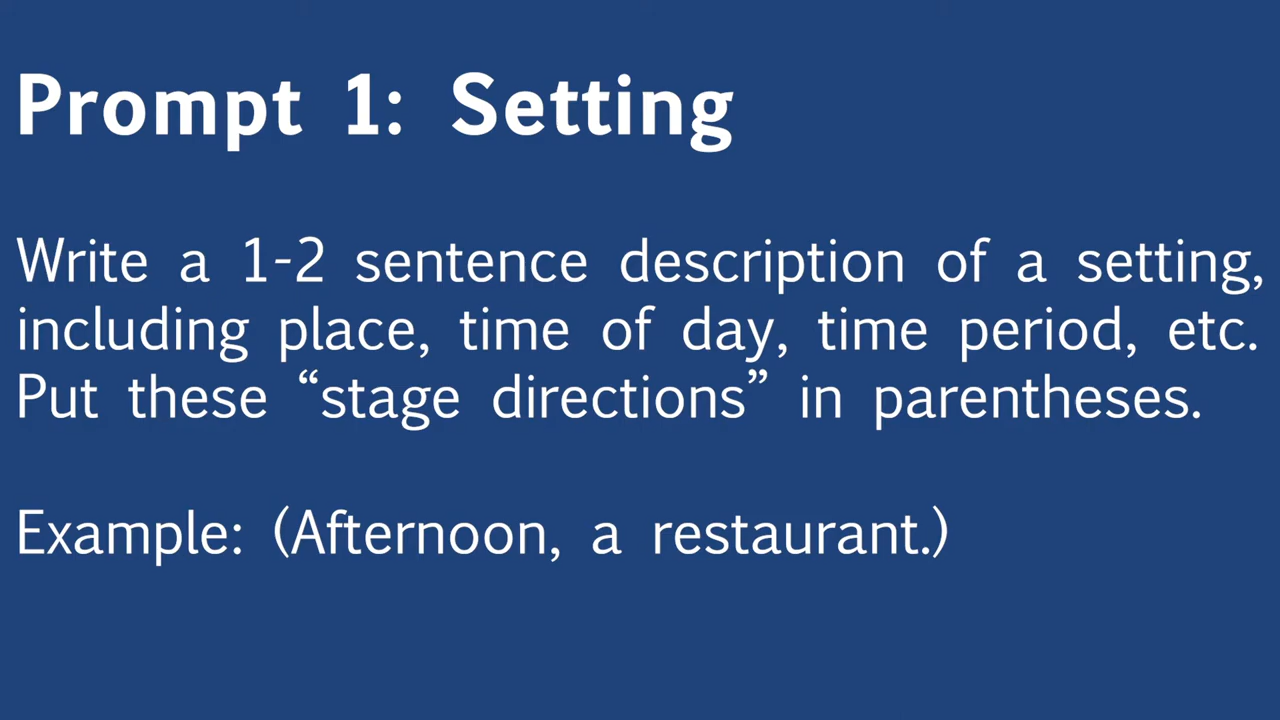 Prompt 1: Setting
Write a 1-2 sentence description of a setting,
including place, time of day, time period, etc.
Put these “stage directions” in parentheses.
Example: (Afternoon, a restaurant.)